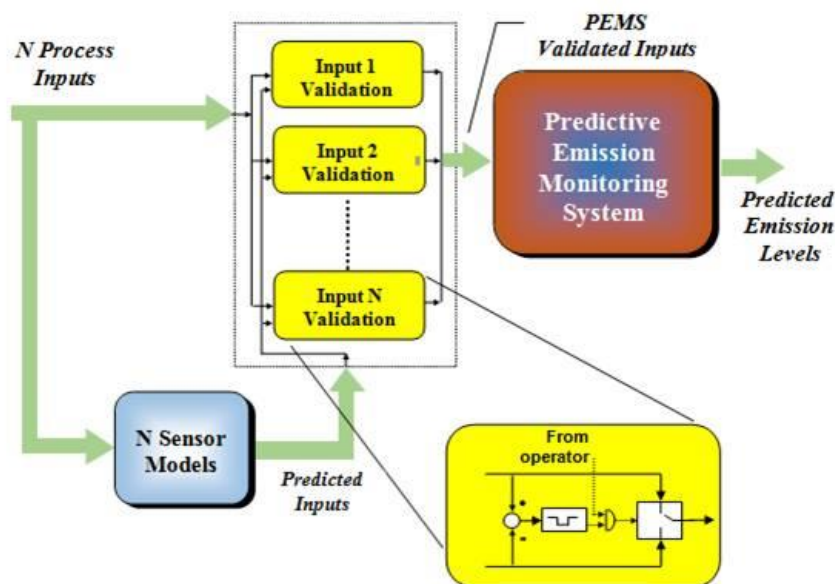 N Process
Inputs
Input 1
Validation
Input 2
Validation
Input N
Validation
PEMS
Validated Inputs
Predictive
Emission
Monitoring
System
Predicted
Emission
Levels
N Sensor
Models
Predicted
Inputs
From
operator
+
-